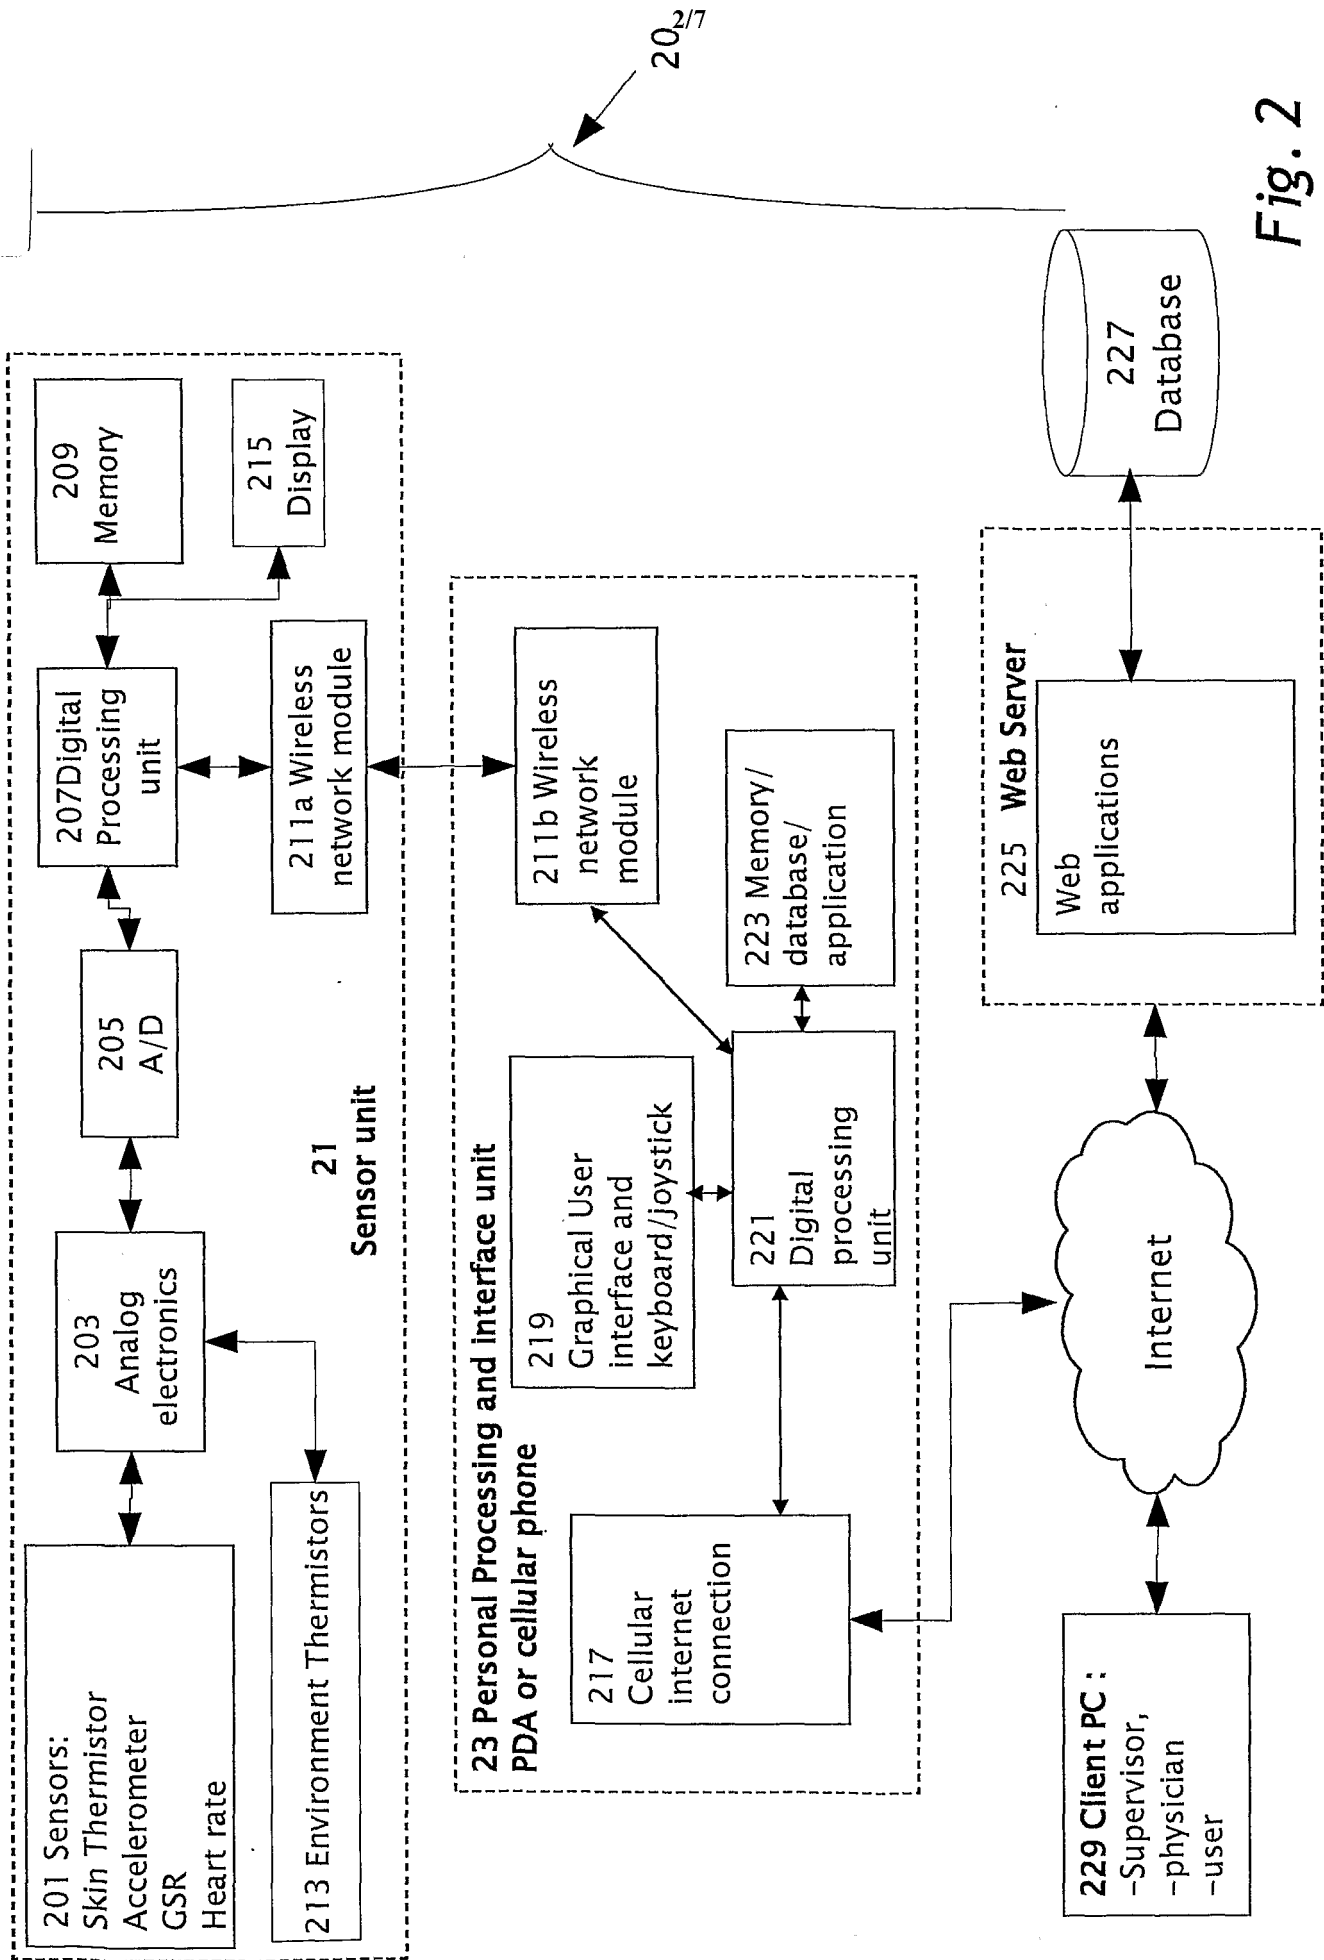 2/7
20
201 Sensors:
Skin Thermistor
Accelerometer
GSR
Heart rate
203
Analog
electronics
205
A/D
207Digital
Processing
unit
209
Memory
213 Environment Thermistors
21
Sensor unit
211a Wireless
network module
215
Display
23 Personal Processing and interface unit
PDA or cellular phone
217
Cellular
internet
connection
219
Graphical User
interface and
keyboard/joystick
221
Digital
processing
unit
211b Wireless
network
module
223 Memory/
database/
application
229 Client PC :
-Supervisor,
-physician
-user
Internet
225 Web Server
Web
applications
227
Database
Fig. 2